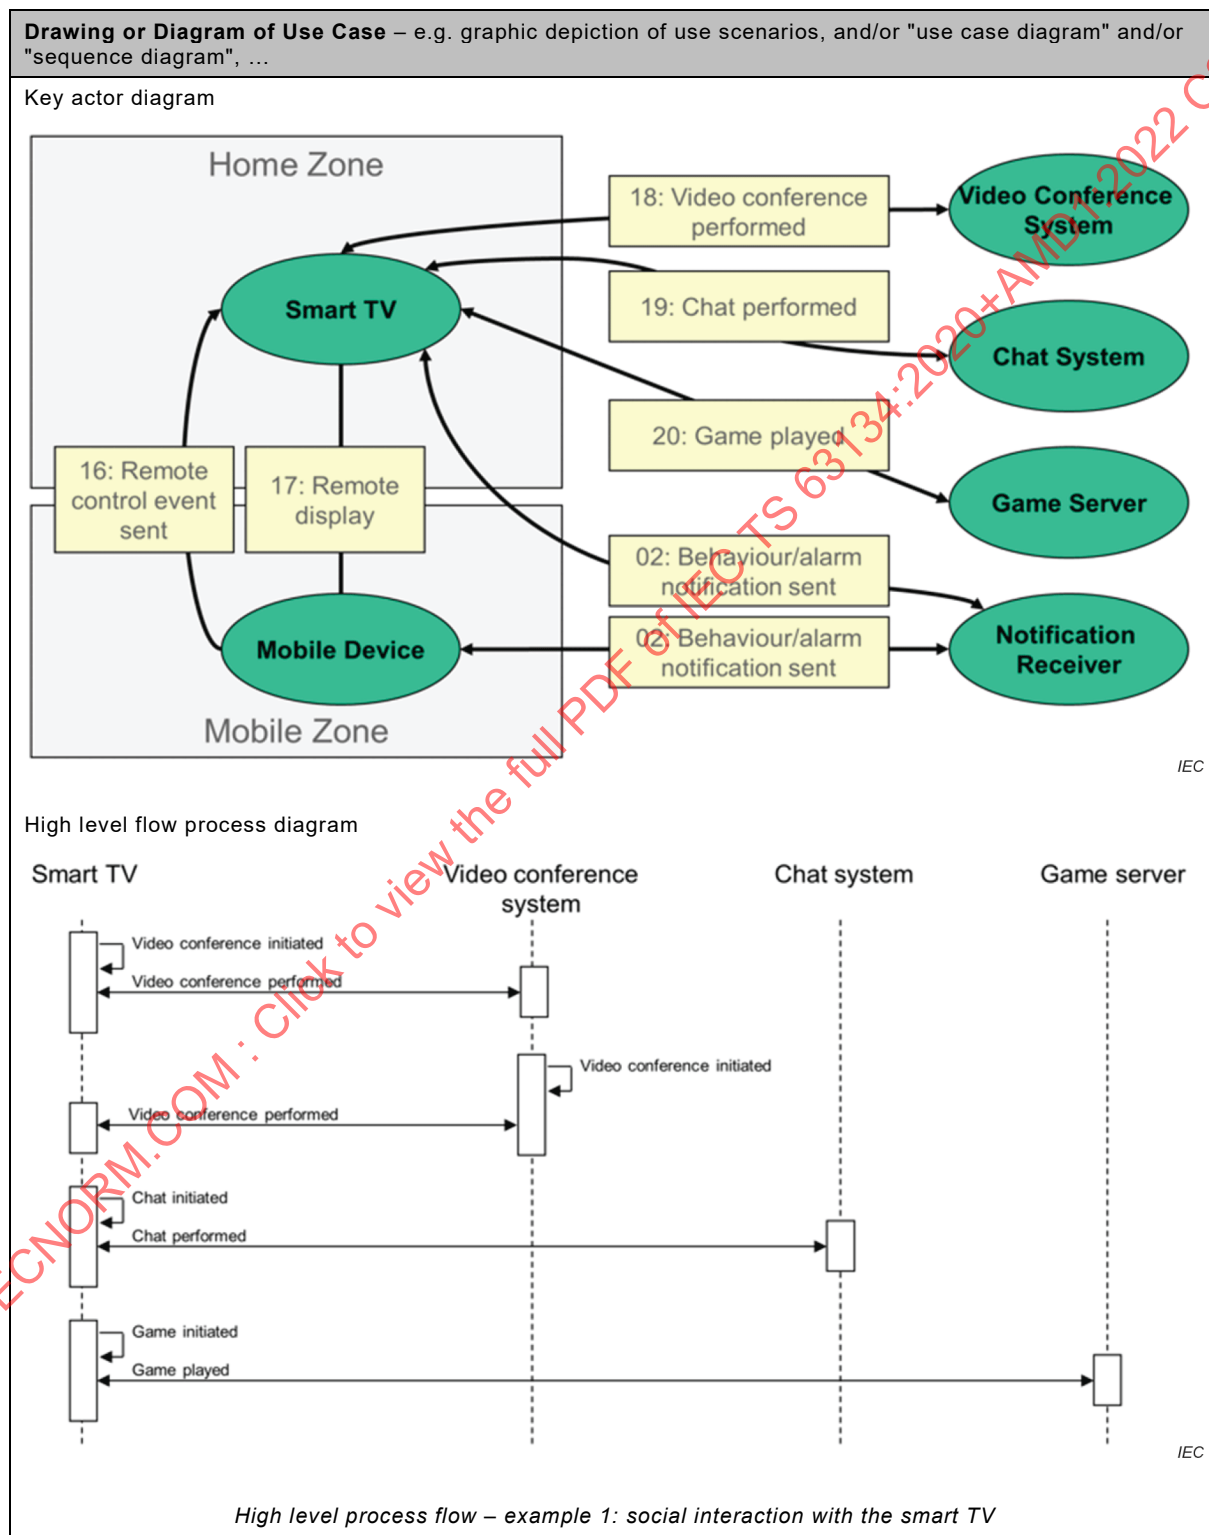 Drawing or Diagram of Use Case – e.g. graphic depiction of use scenarios, and/or "use case diagram" and/or
"sequence diagram", ...
Key actor diagram
Home Zone
18: Video conference
performed
Video Conference
System
Smart TV
19: Chat performed
Chat System
20: Game played
Game Server
16: Remote
control event
sent
17: Remote
display
02: Behaviour/alarm
notification sent
02: Behaviour/alarm
notification sent
Notification
Receiver
Mobile Device
Mobile Zone
IEC
High level flow process diagram
Smart TV
Video conference
system
Chat system
Game server
Video conference initiated
Video conference performed
Video conference initiated
Video conference performed
Chat initiated
Chat performed
Game initiated
Game played
IEC
High level process flow – example 1: social interaction with the smart TV
ECNORM.COM : Click to view the full PDF of IEC TS 63134:2020+AMD1:2022 C